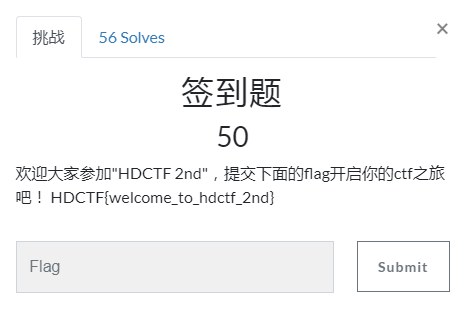 挑战
56 Solves
×
签到题
50
欢迎大家参加"HDCTF 2nd"，提交下面的flag开启你的ctf之旅
吧！ HDCTF{welcome_to_hdctf_2nd}
Flag
Submit